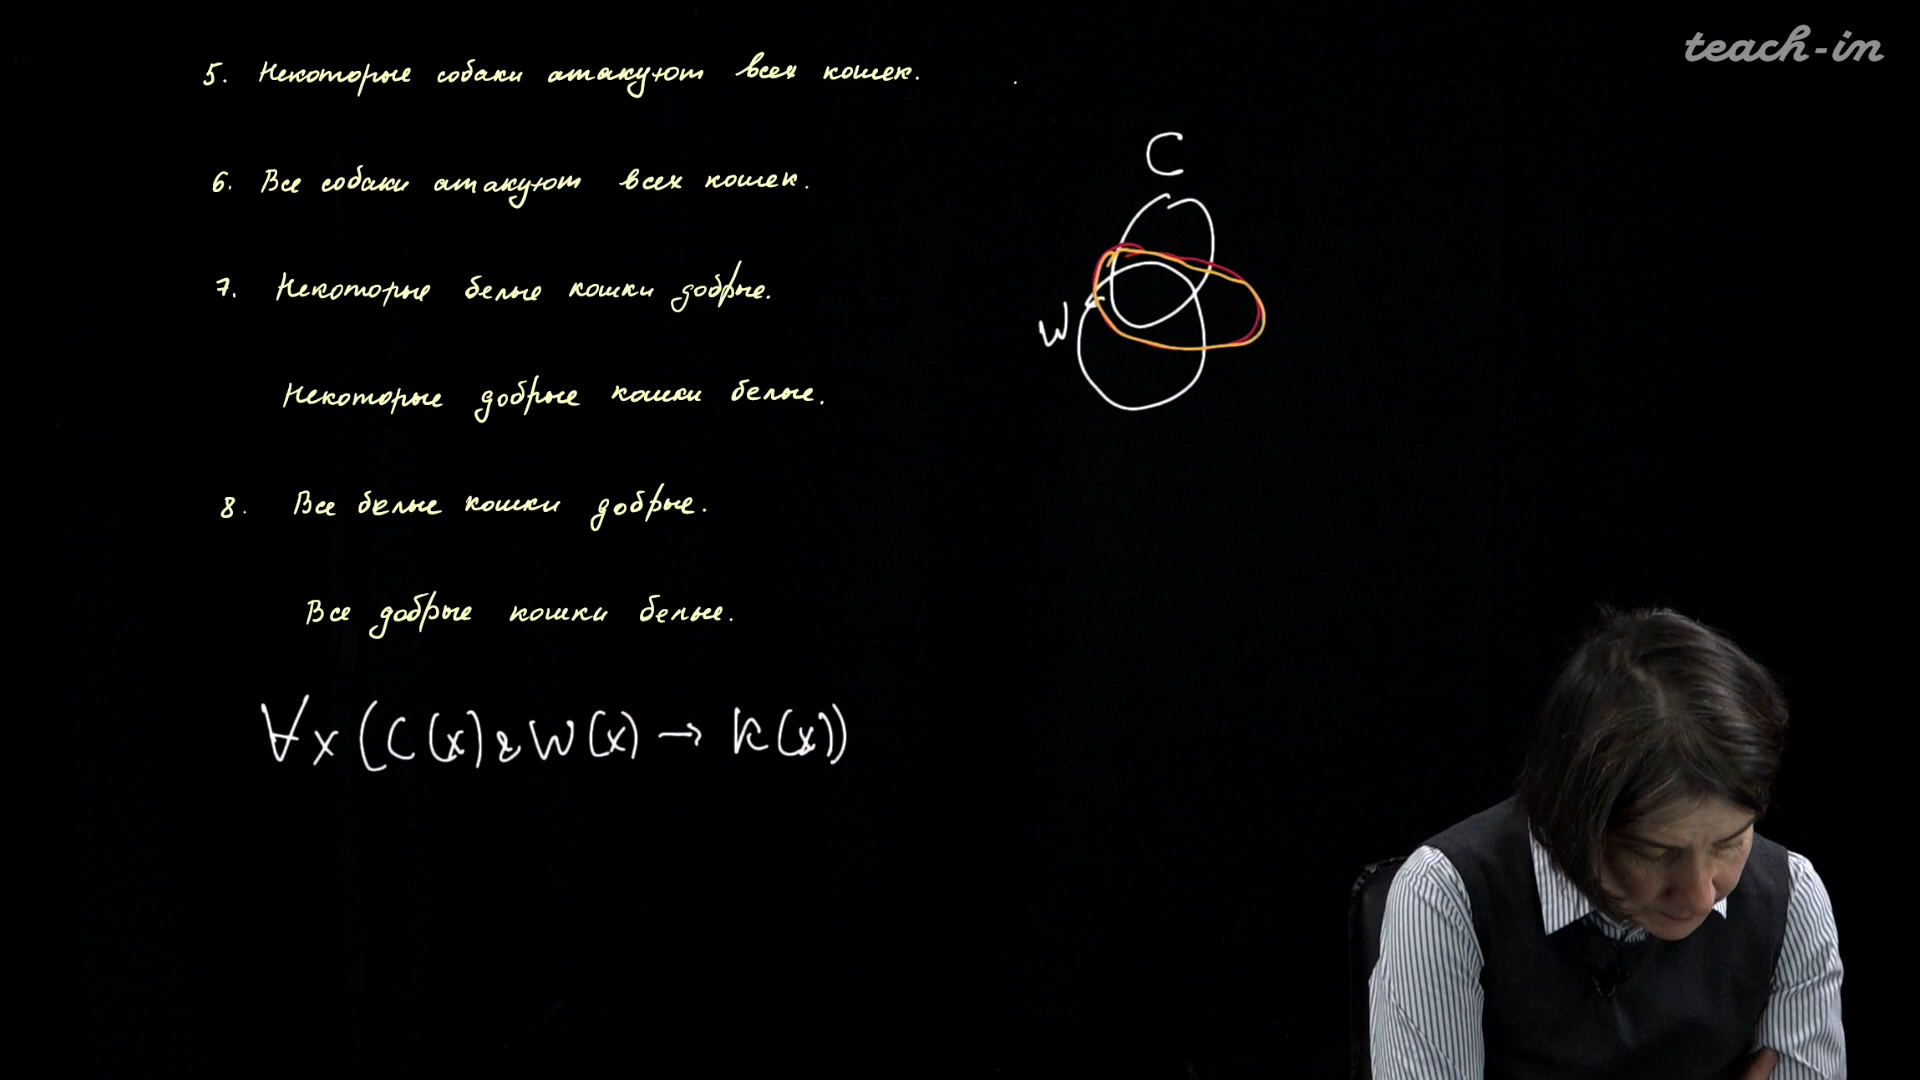 teach-in
5. Некоторые собаки атакуют всех кошек.
6. Все собаки атакуют всех кошек.
7. Некоторые белые кошки добрые.
Некоторые добрые кошки белые.
8. Все белые кошки добрые.
Все добрые кошки белые.
∀x (C(x) & W(x) → K(x))
C
W